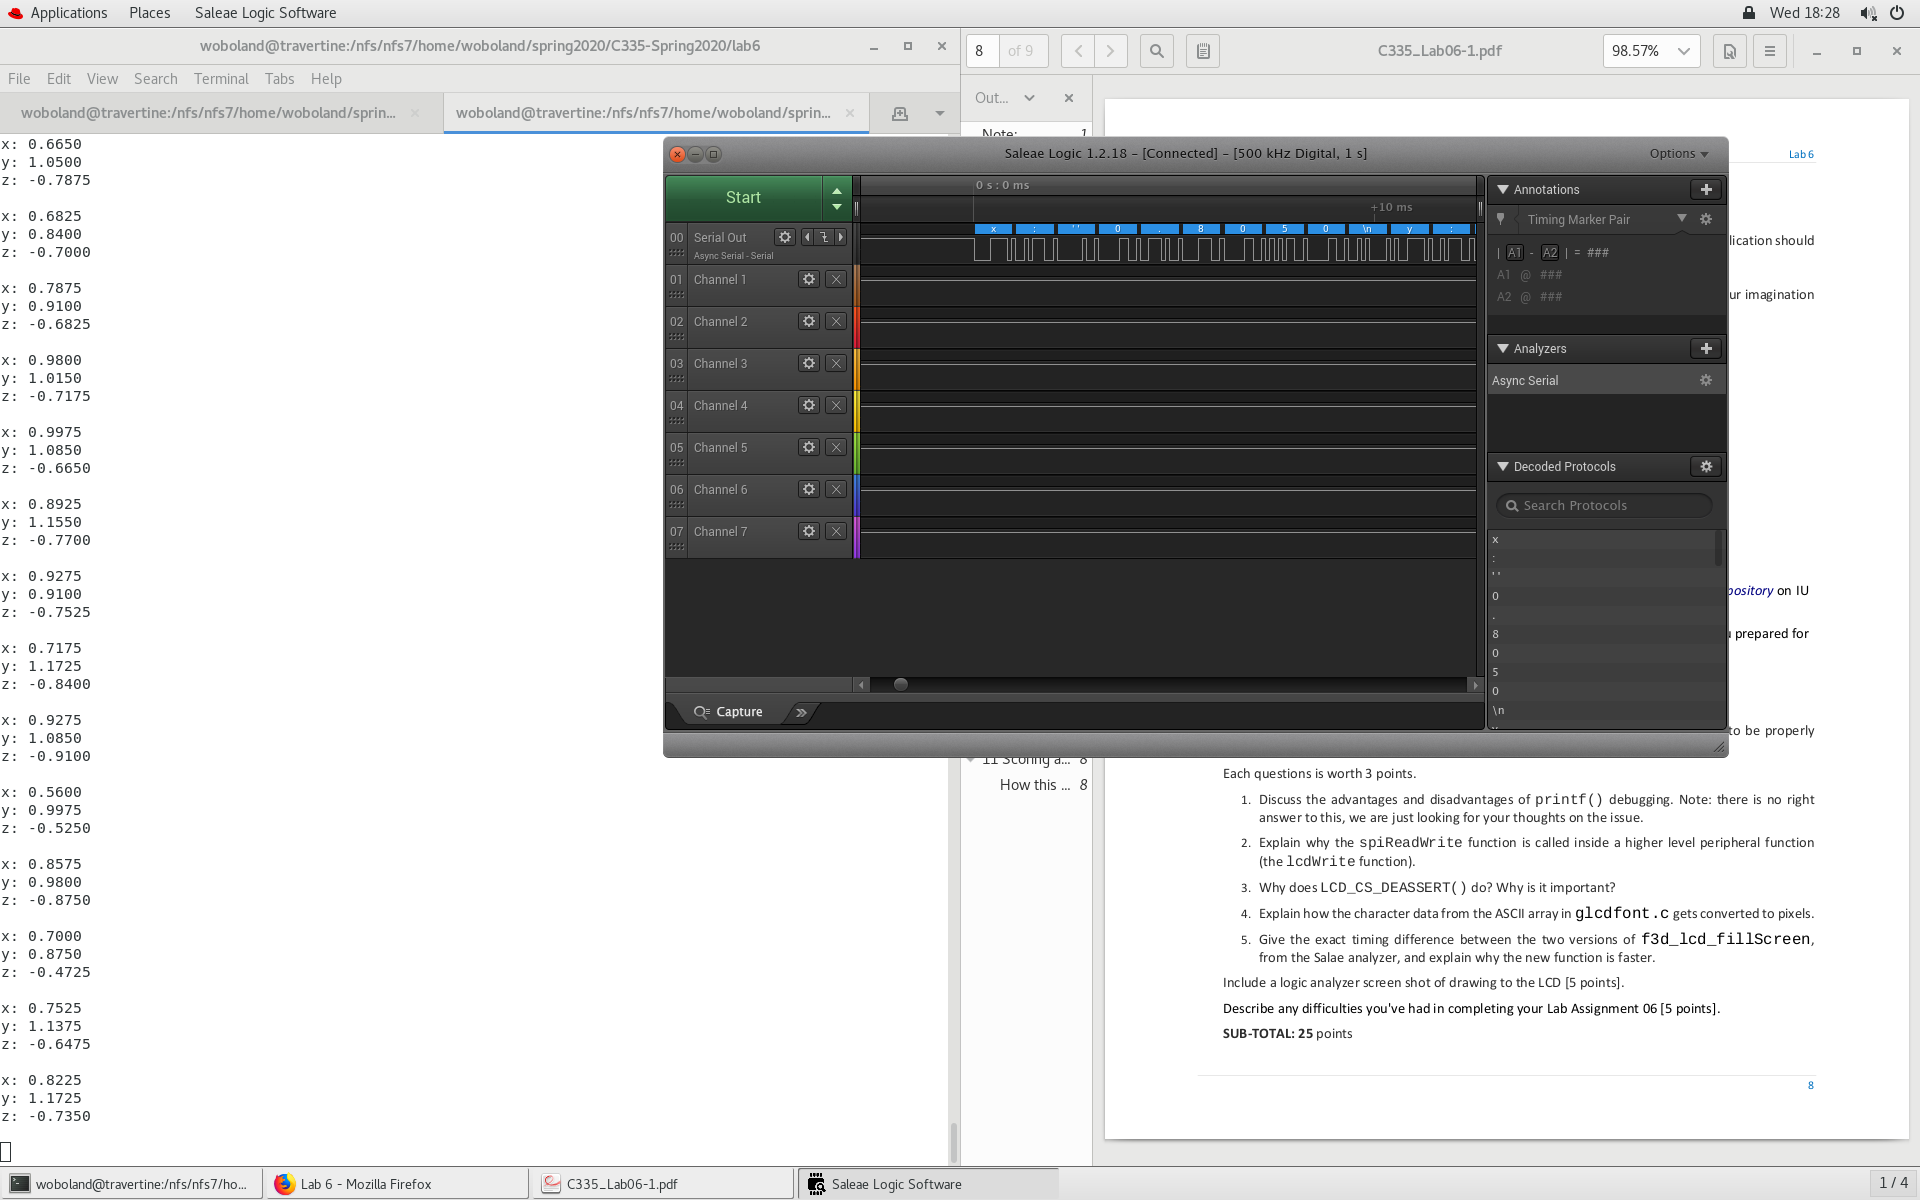 Applications Places Saleae Logic Software
Wed 18:28
woboland@travertine:/nfs/nfs7/home/woboland/spring2020/C335-Spring2020/lab6
File Edit View Search Terminal Tabs Help
woboland@travertine:/nfs/nfs7/home/woboland/sprin...
woboland@travertine:/nfs/nfs7/home/woboland/sprin...
x: 0.6650
y: 1.0500
z: -0.7875
x: 0.6825
y: 0.8400
z: -0.7000
x: 0.7875
y: 0.9100
z: -0.6825
x: 0.9800
y: 1.0150
z: -0.7175
x: 0.9975
y: 1.0850
z: -0.6650
x: 0.8925
y: 1.1550
z: -0.7700
x: 0.9275
y: 0.9100
z: -0.7525
x: 0.7175
y: 1.1725
z: -0.8400
x: 0.9275
y: 1.0850
z: -0.9100
x: 0.5600
y: 0.9975
z: -0.5250
x: 0.8575
y: 0.9800
z: -0.8750
x: 0.7000
y: 0.8750
z: -0.4725
x: 0.7525
y: 1.1375
z: -0.6475
x: 0.8225
y: 1.1725
z: -0.7350
8 of 9
C335_Lab06-1.pdf
98.57%
Out...
Note: 1
Lab 6
Saleae Logic 1.2.18 – [Connected] – [500 kHz Digital, 1 s]
Options
Start
0 s : 0 ms
+10 ms
x : ' ' 0 . 8 0 5 0 \n y :
00 Serial Out
Async Serial - Serial
01 Channel 1
02 Channel 2
03 Channel 3
04 Channel 4
05 Channel 5
06 Channel 6
07 Channel 7
Capture
Annotations
Timing Marker Pair
| A1 - A2 | = ###
A1 @ ###
A2 @ ###
Analyzers
Async Serial
Decoded Protocols
Search Protocols
x
:
' '
0
.
8
0
5
0
\n
lication should
ur imagination
pository on IU
u prepared for
to be properly
11 Scoring a... 8
How this ... 8
Each questions is worth 3 points.
1. Discuss the advantages and disadvantages of printf() debugging. Note: there is no right
answer to this, we are just looking for your thoughts on the issue.
2. Explain why the spiReadWrite function is called inside a higher level peripheral function
(the lcdWrite function).
3. Why does LCD_CS_DEASSERT() do? Why is it important?
4. Explain how the character data from the ASCII array in glcdfont.c gets converted to pixels.
5. Give the exact timing difference between the two versions of f3d_lcd_fillScreen,
from the Salae analyzer, and explain why the new function is faster.
Include a logic analyzer screen shot of drawing to the LCD [5 points].
Describe any difficulties you've had in completing your Lab Assignment 06 [5 points].
SUB-TOTAL: 25 points
8
woboland@travertine:/nfs/nfs7/ho...
Lab 6 - Mozilla Firefox
C335_Lab06-1.pdf
Saleae Logic Software
1 / 4